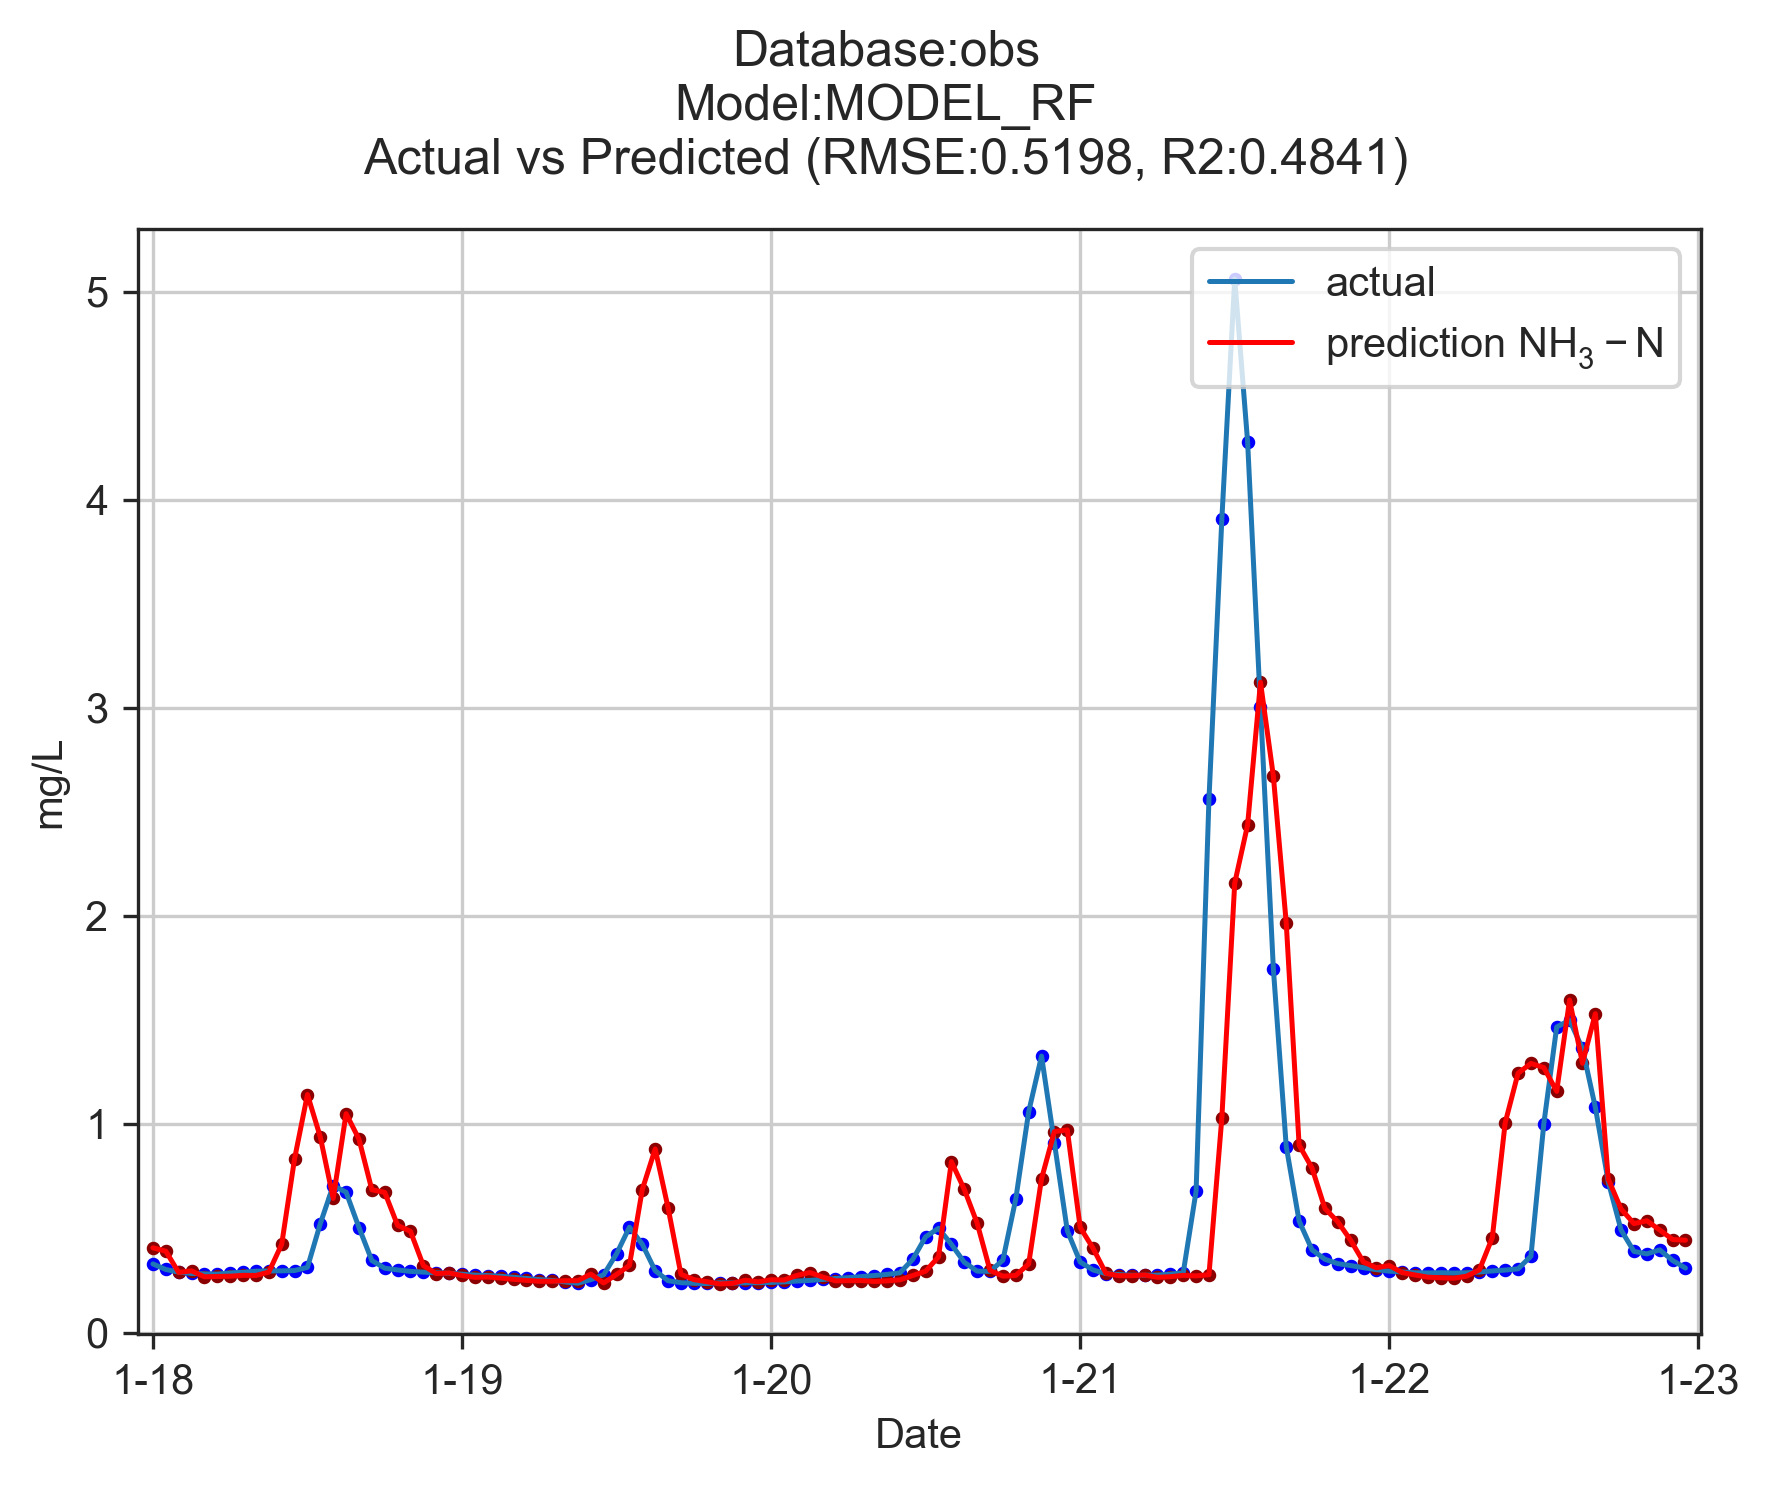 Database:obs
Model:MODEL_RF
Actual vs Predicted (RMSE:0.5198, R2:0.4841)
actual
prediction NH₃ − N
5
4
3
2
1
0
mg/L
1-18 1-19 1-20 1-21 1-22 1-23
Date